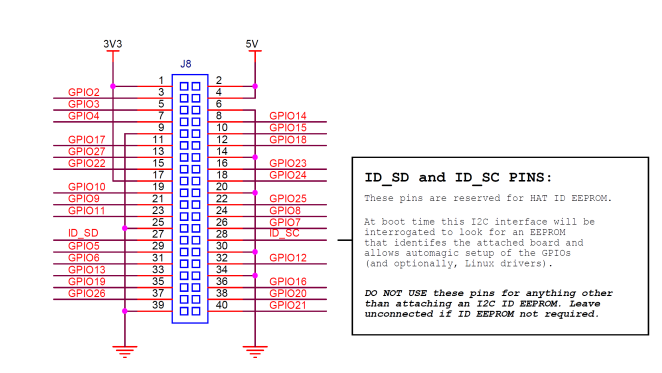 3V3 5V
J8
1 2
GPIO2 3 4
GPIO3 5 6
GPIO4 7 8 GPIO14
9 10 GPIO15
GPIO17 11 12 GPIO18
GPIO27 13 14
GPIO22 15 16 GPIO23
17 18 GPIO24
GPIO10 19 20
GPIO9 21 22 GPIO25
GPIO11 23 24 GPIO8
25 26 GPIO7
ID_SD 27 28 ID_SC
GPIO5 29 30
GPIO6 31 32 GPIO12
GPIO13 33 34
GPIO19 35 36 GPIO16
GPIO26 37 38 GPIO20
39 40 GPIO21
ID_SD and ID_SC PINS:
These pins are reserved for HAT ID EEPROM.
At boot time this I2C interface will be
interrogated to look for an EEPROM
that identifes the attached board and
allows automagic setup of the GPIOs
(and optionally, Linux drivers).
DO NOT USE these pins for anything other
than attaching an I2C ID EEPROM. Leave
unconnected if ID EEPROM not required.